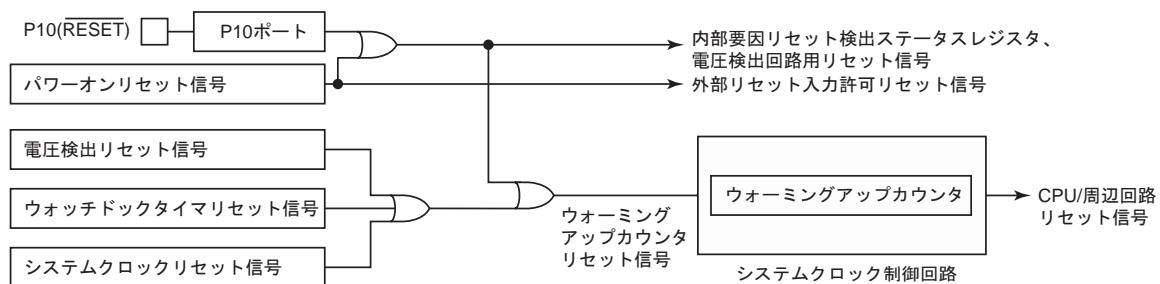 P10(RESET)
P10ポート
パワーオンリセット信号
内部要因リセット検出ステータスレジスタ、
電圧検出回路用リセット信号
外部リセット入力許可リセット信号
電圧検出リセット信号
ウォッチドックタイマリセット信号
システムクロックリセット信号
ウォーミング
アップカウンタ
リセット信号
ウォーミングアップカウンタ
システムクロック制御回路
CPU/周辺回路
リセット信号